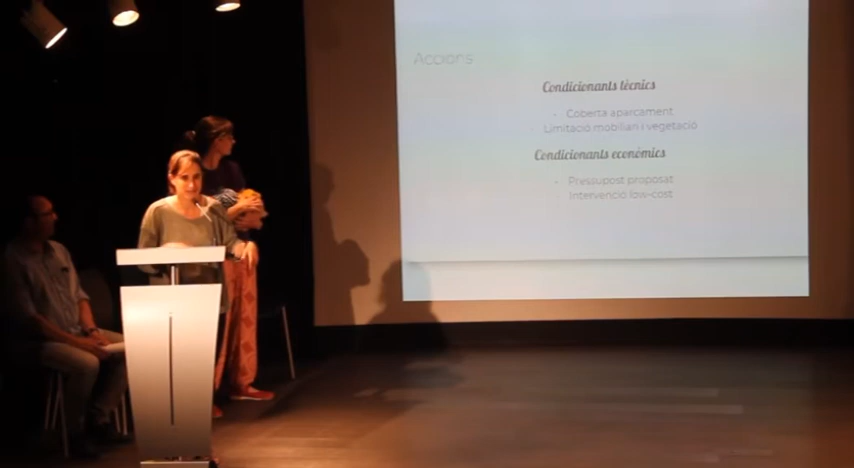 Accions
Condicionants tècnics
- Coberta aparcament
Limitació mobiliari i vegetació
Condicionants econòmics
- Pressupost proposat
Intervenció low-cost